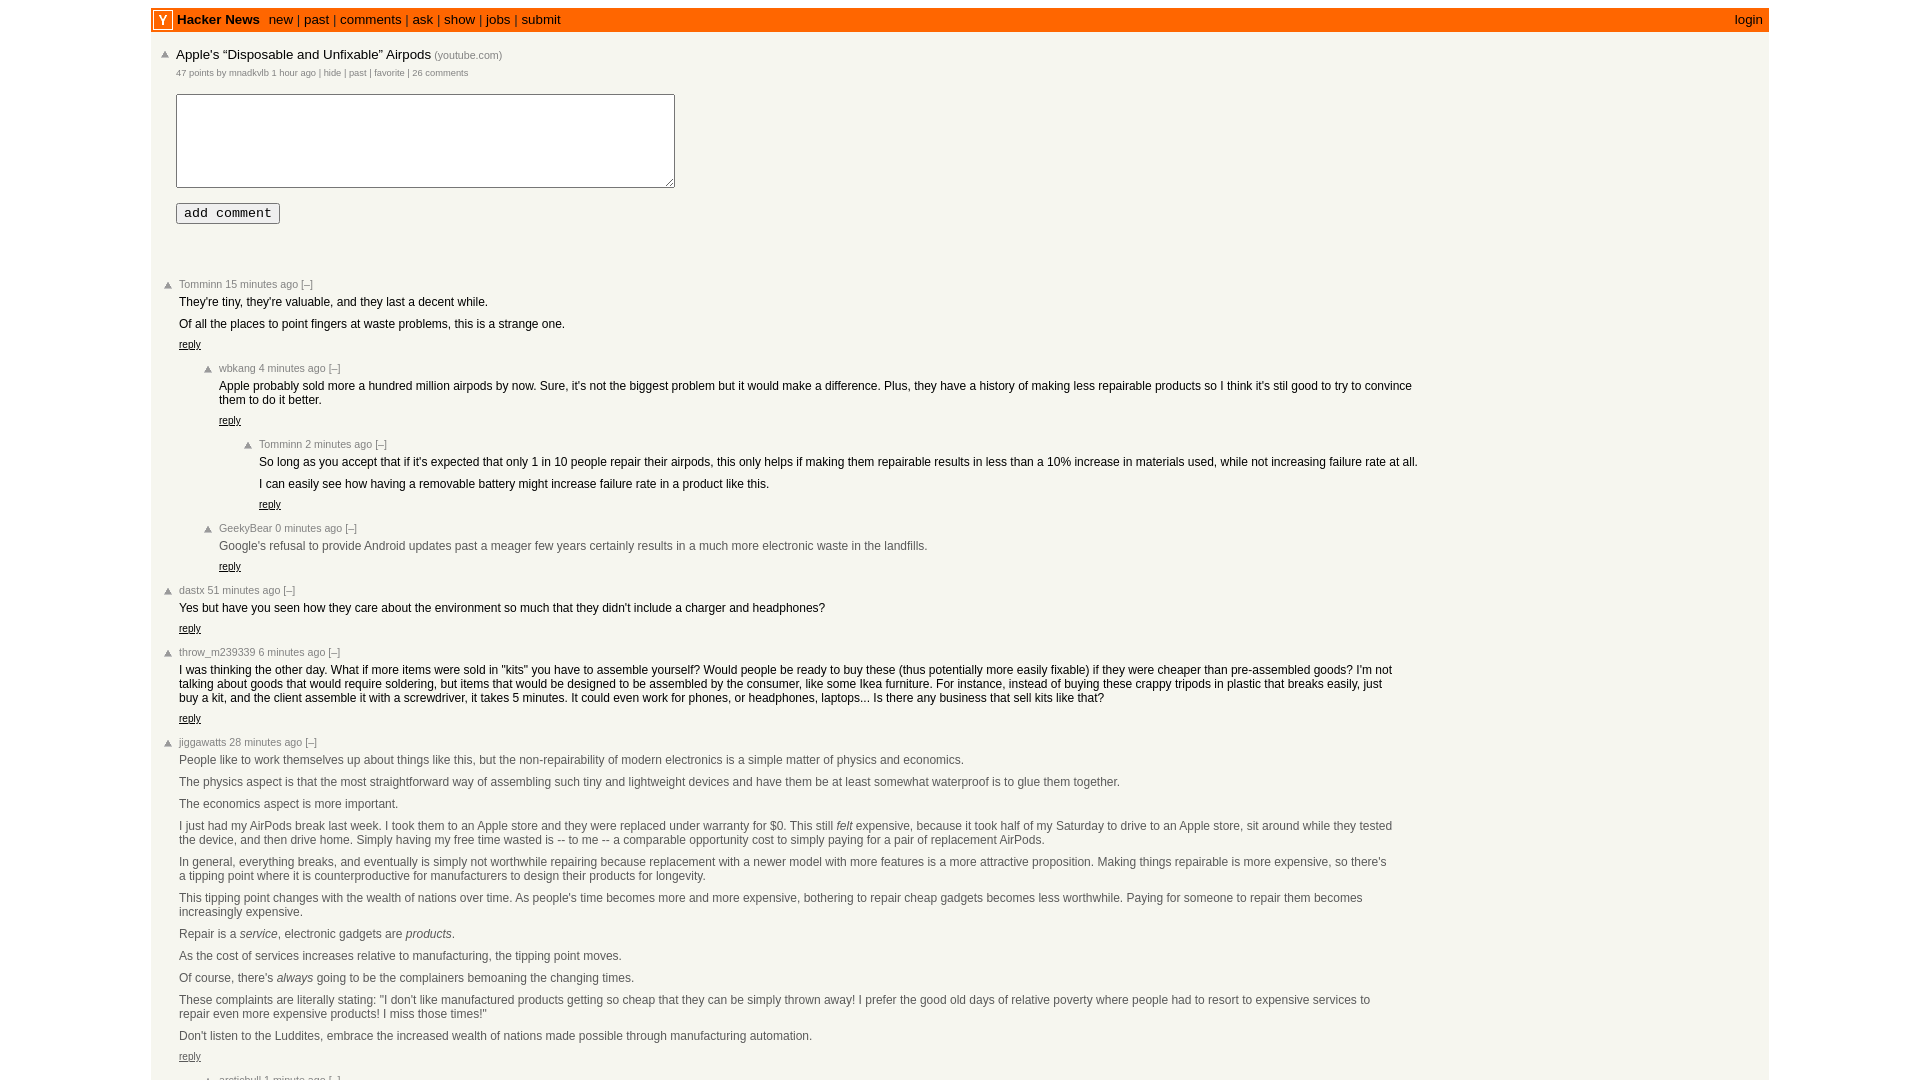 Y Hacker News new | past | comments | ask | show | jobs | submit login
Apple's “Disposable and Unfixable” Airpods (youtube.com)
47 points by mnadkvlb 1 hour ago | hide | past | favorite | 26 comments
add comment
Tomminn 15 minutes ago [–]
They're tiny, they're valuable, and they last a decent while.
Of all the places to point fingers at waste problems, this is a strange one.
reply
wbkang 4 minutes ago [–]
Apple probably sold more a hundred million airpods by now. Sure, it's not the biggest problem but it would make a difference. Plus, they have a history of making less repairable products so I think it's stil good to try to convince
them to do it better.
reply
Tomminn 2 minutes ago [–]
So long as you accept that if it's expected that only 1 in 10 people repair their airpods, this only helps if making them repairable results in less than a 10% increase in materials used, while not increasing failure rate at all.
I can easily see how having a removable battery might increase failure rate in a product like this.
reply
GeekyBear 0 minutes ago [–]
Google's refusal to provide Android updates past a meager few years certainly results in a much more electronic waste in the landfills.
reply
dastx 51 minutes ago [–]
Yes but have you seen how they care about the environment so much that they didn't include a charger and headphones?
reply
throw_m239339 6 minutes ago [–]
I was thinking the other day. What if more items were sold in "kits" you have to assemble yourself? Would people be ready to buy these (thus potentially more easily fixable) if they were cheaper than pre-assembled goods? I'm not
talking about goods that would require soldering, but items that would be designed to be assembled by the consumer, like some Ikea furniture. For instance, instead of buying these crappy tripods in plastic that breaks easily, just
buy a kit, and the client assemble it with a screwdriver, it takes 5 minutes. It could even work for phones, or headphones, laptops... Is there any business that sell kits like that?
reply
jiggawatts 28 minutes ago [–]
People like to work themselves up about things like this, but the non-repairability of modern electronics is a simple matter of physics and economics.
The physics aspect is that the most straightforward way of assembling such tiny and lightweight devices and have them be at least somewhat waterproof is to glue them together.
The economics aspect is more important.
I just had my AirPods break last week. I took them to an Apple store and they were replaced under warranty for $0. This still felt expensive, because it took half of my Saturday to drive to an Apple store, sit around while they tested
the device, and then drive home. Simply having my free time wasted is -- to me -- a comparable opportunity cost to simply paying for a pair of replacement AirPods.
In general, everything breaks, and eventually is simply not worthwhile repairing because replacement with a newer model with more features is a more attractive proposition. Making things repairable is more expensive, so there's
a tipping point where it is counterproductive for manufacturers to design their products for longevity.
This tipping point changes with the wealth of nations over time. As people's time becomes more and more expensive, bothering to repair cheap gadgets becomes less worthwhile. Paying for someone to repair them becomes
increasingly expensive.
Repair is a service, electronic gadgets are products.
As the cost of services increases relative to manufacturing, the tipping point moves.
Of course, there's always going to be the complainers bemoaning the changing times.
These complaints are literally stating: "I don't like manufactured products getting so cheap that they can be simply thrown away! I prefer the good old days of relative poverty where people had to resort to expensive services to
repair even more expensive products! I miss those times!"
Don't listen to the Luddites, embrace the increased wealth of nations made possible through manufacturing automation.
reply
arcticbull 1 minute ago [–]